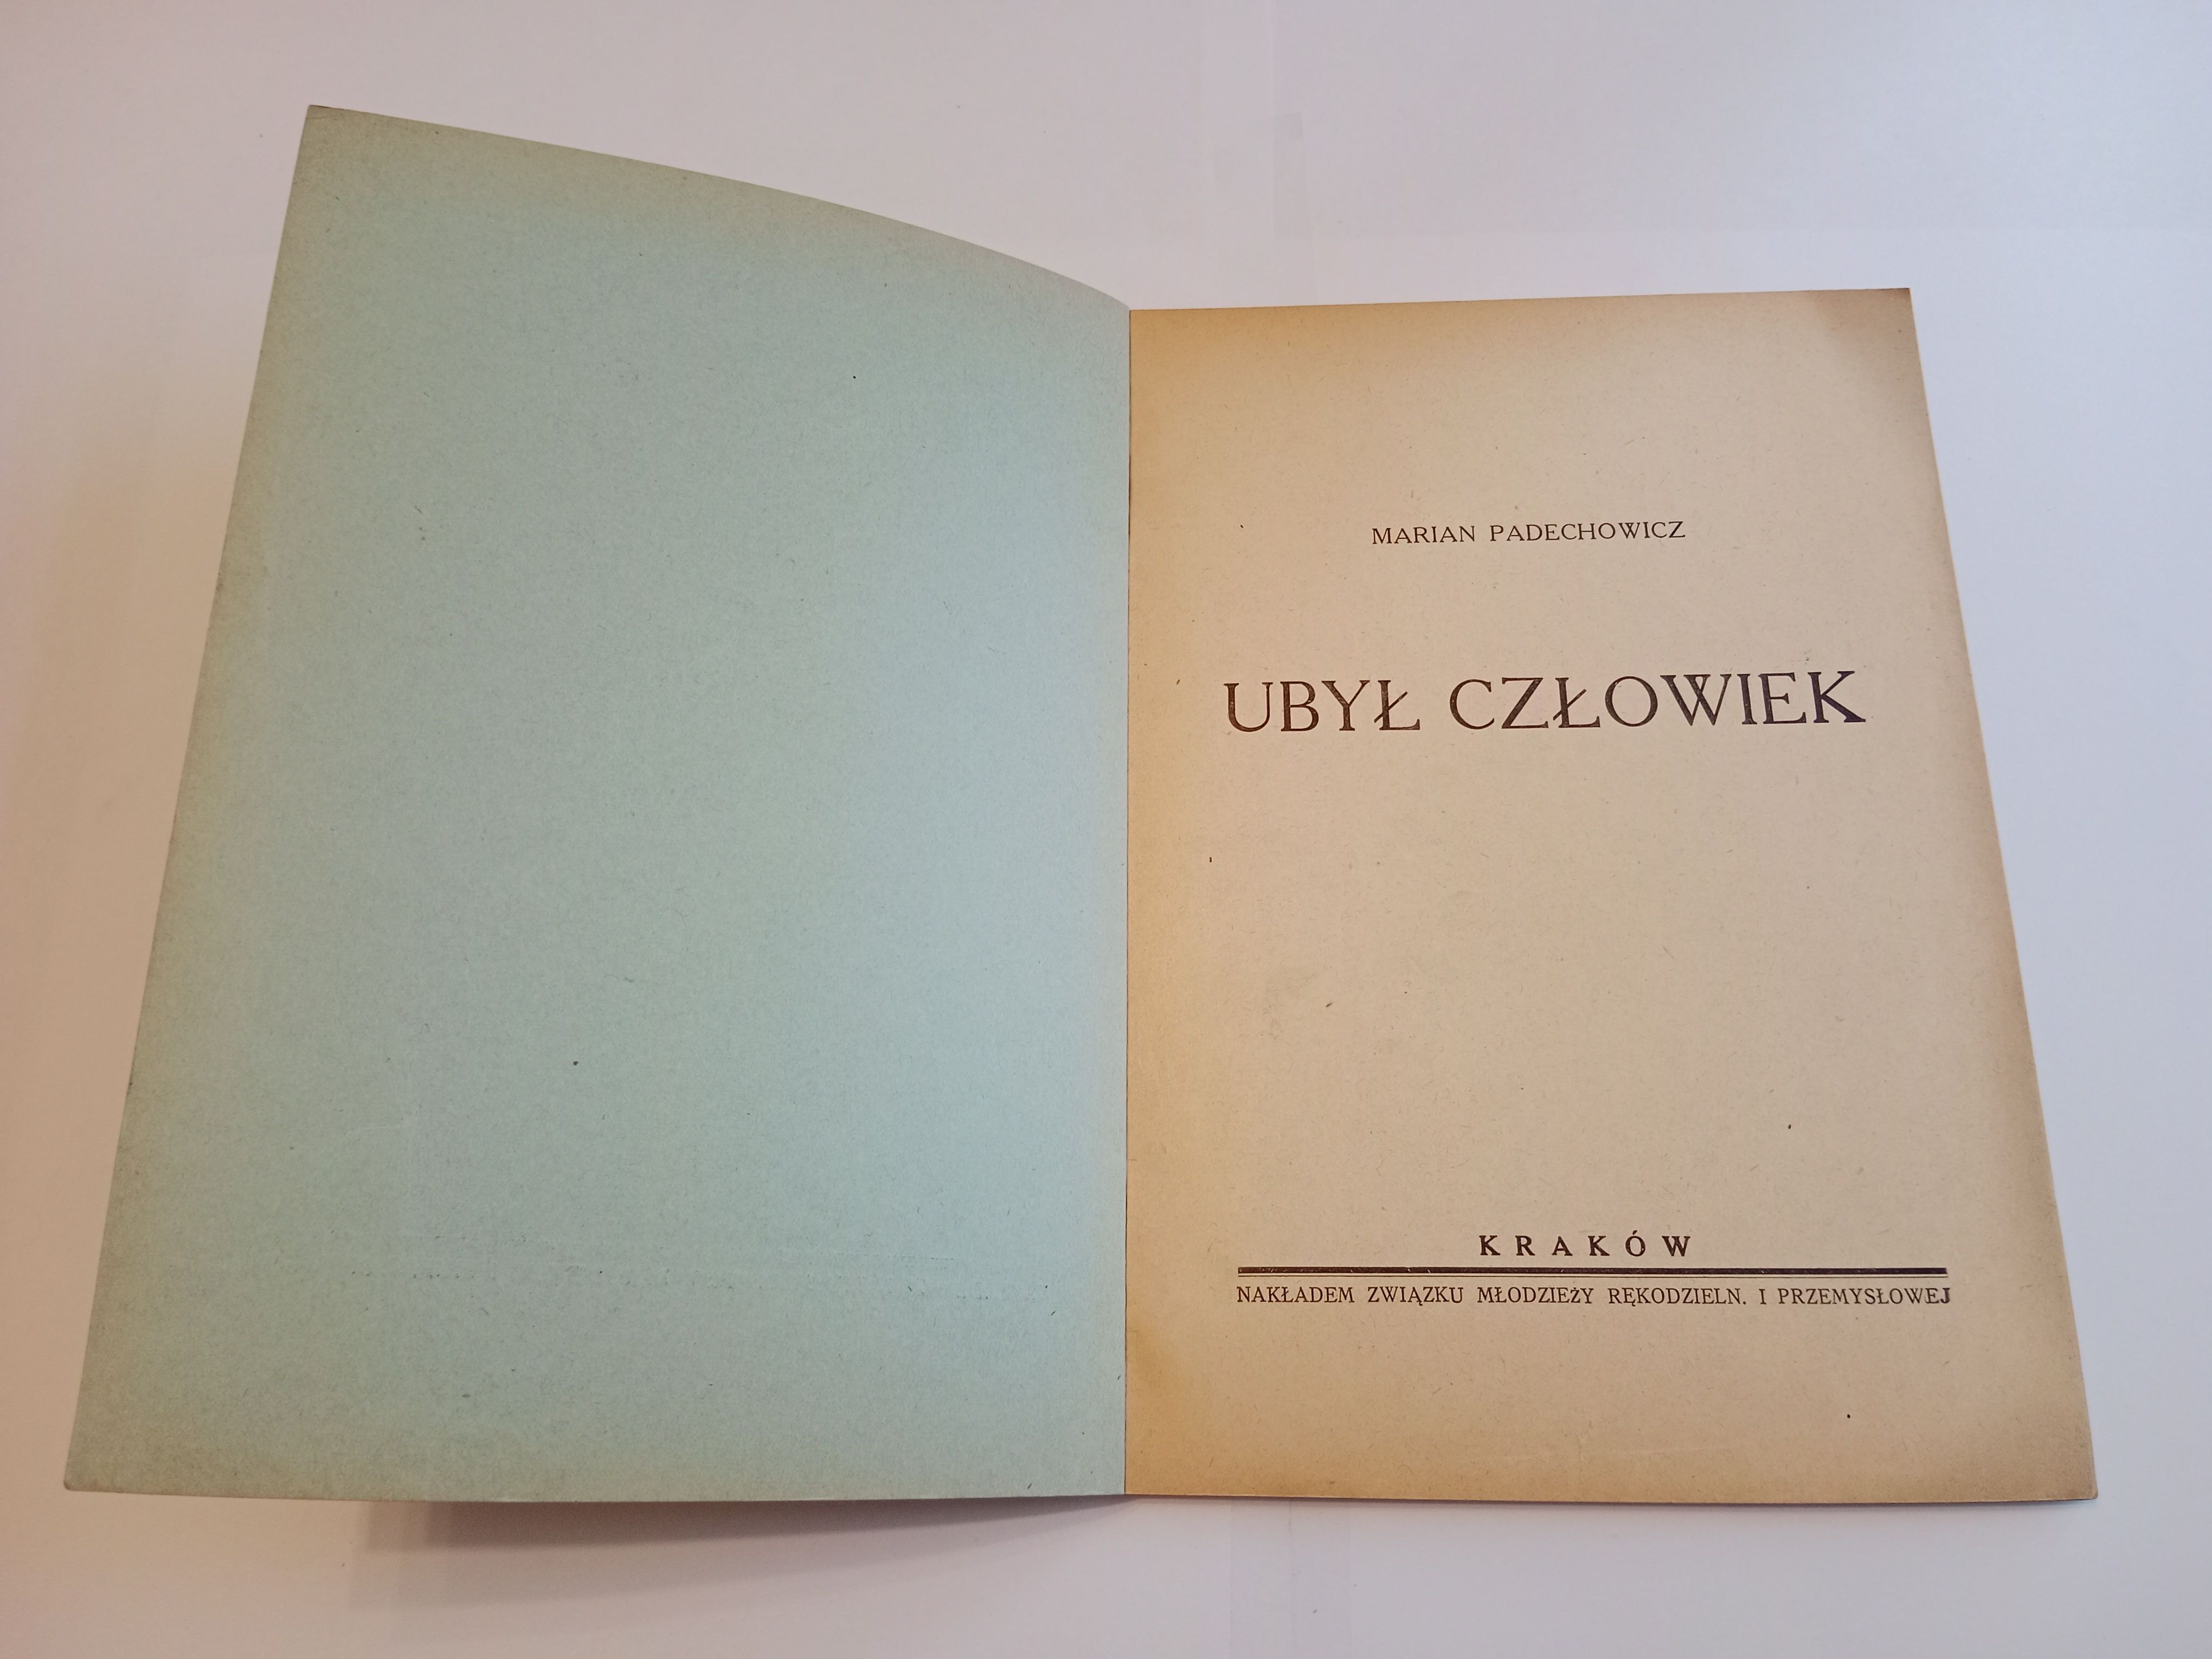 MARIAN PADECHOWICZ
UBYŁ CZŁOWIEK
KRAKÓW
NAKŁADEM ZWIĄZKU MŁODZIEŻY RĘKODZIELN. I PRZEMYSŁOWEJ